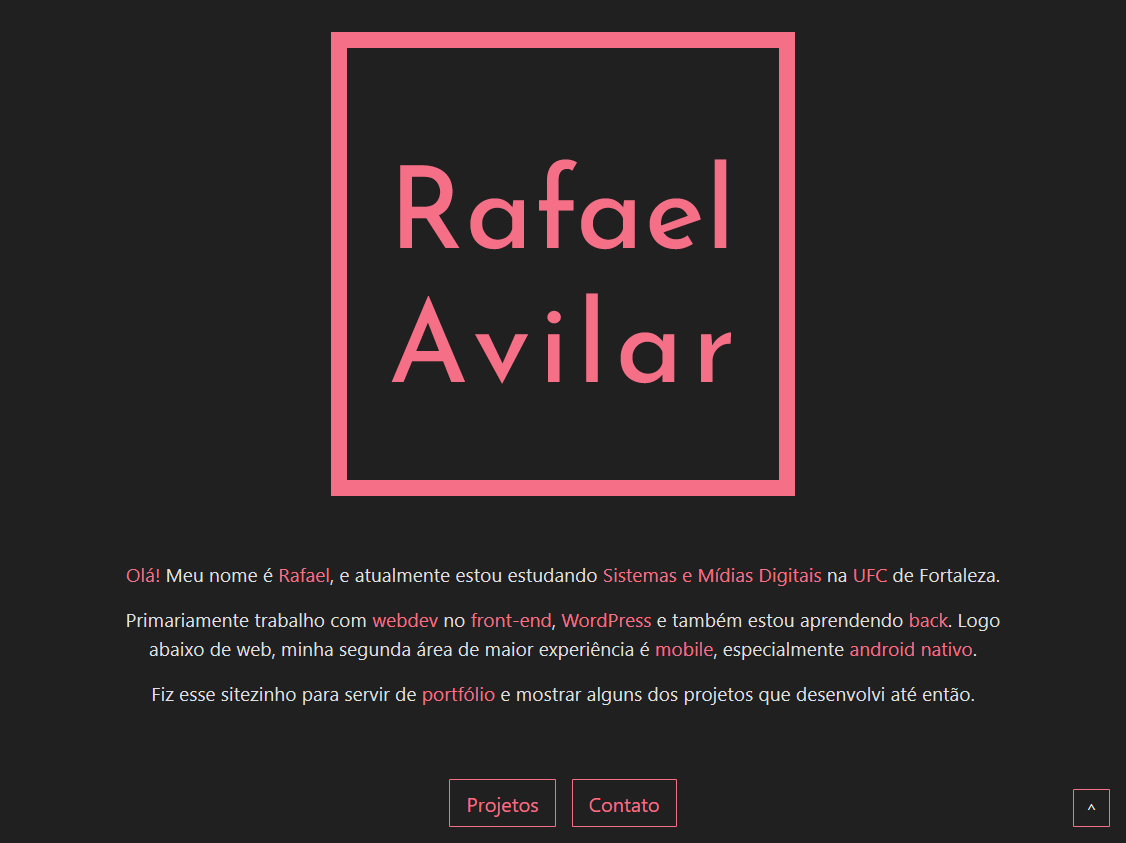 Rafael
Avilar
Olá! Meu nome é Rafael, e atualmente estou estudando Sistemas e Mídias Digitais na UFC de Fortaleza.
Primariamente trabalho com webdev no front-end, WordPress e também estou aprendendo back. Logo
abaixo de web, minha segunda área de maior experiência é mobile, especialmente android nativo.
Fiz esse sitezinho para servir de portfólio e mostrar alguns dos projetos que desenvolvi até então.
Projetos
Contato
^